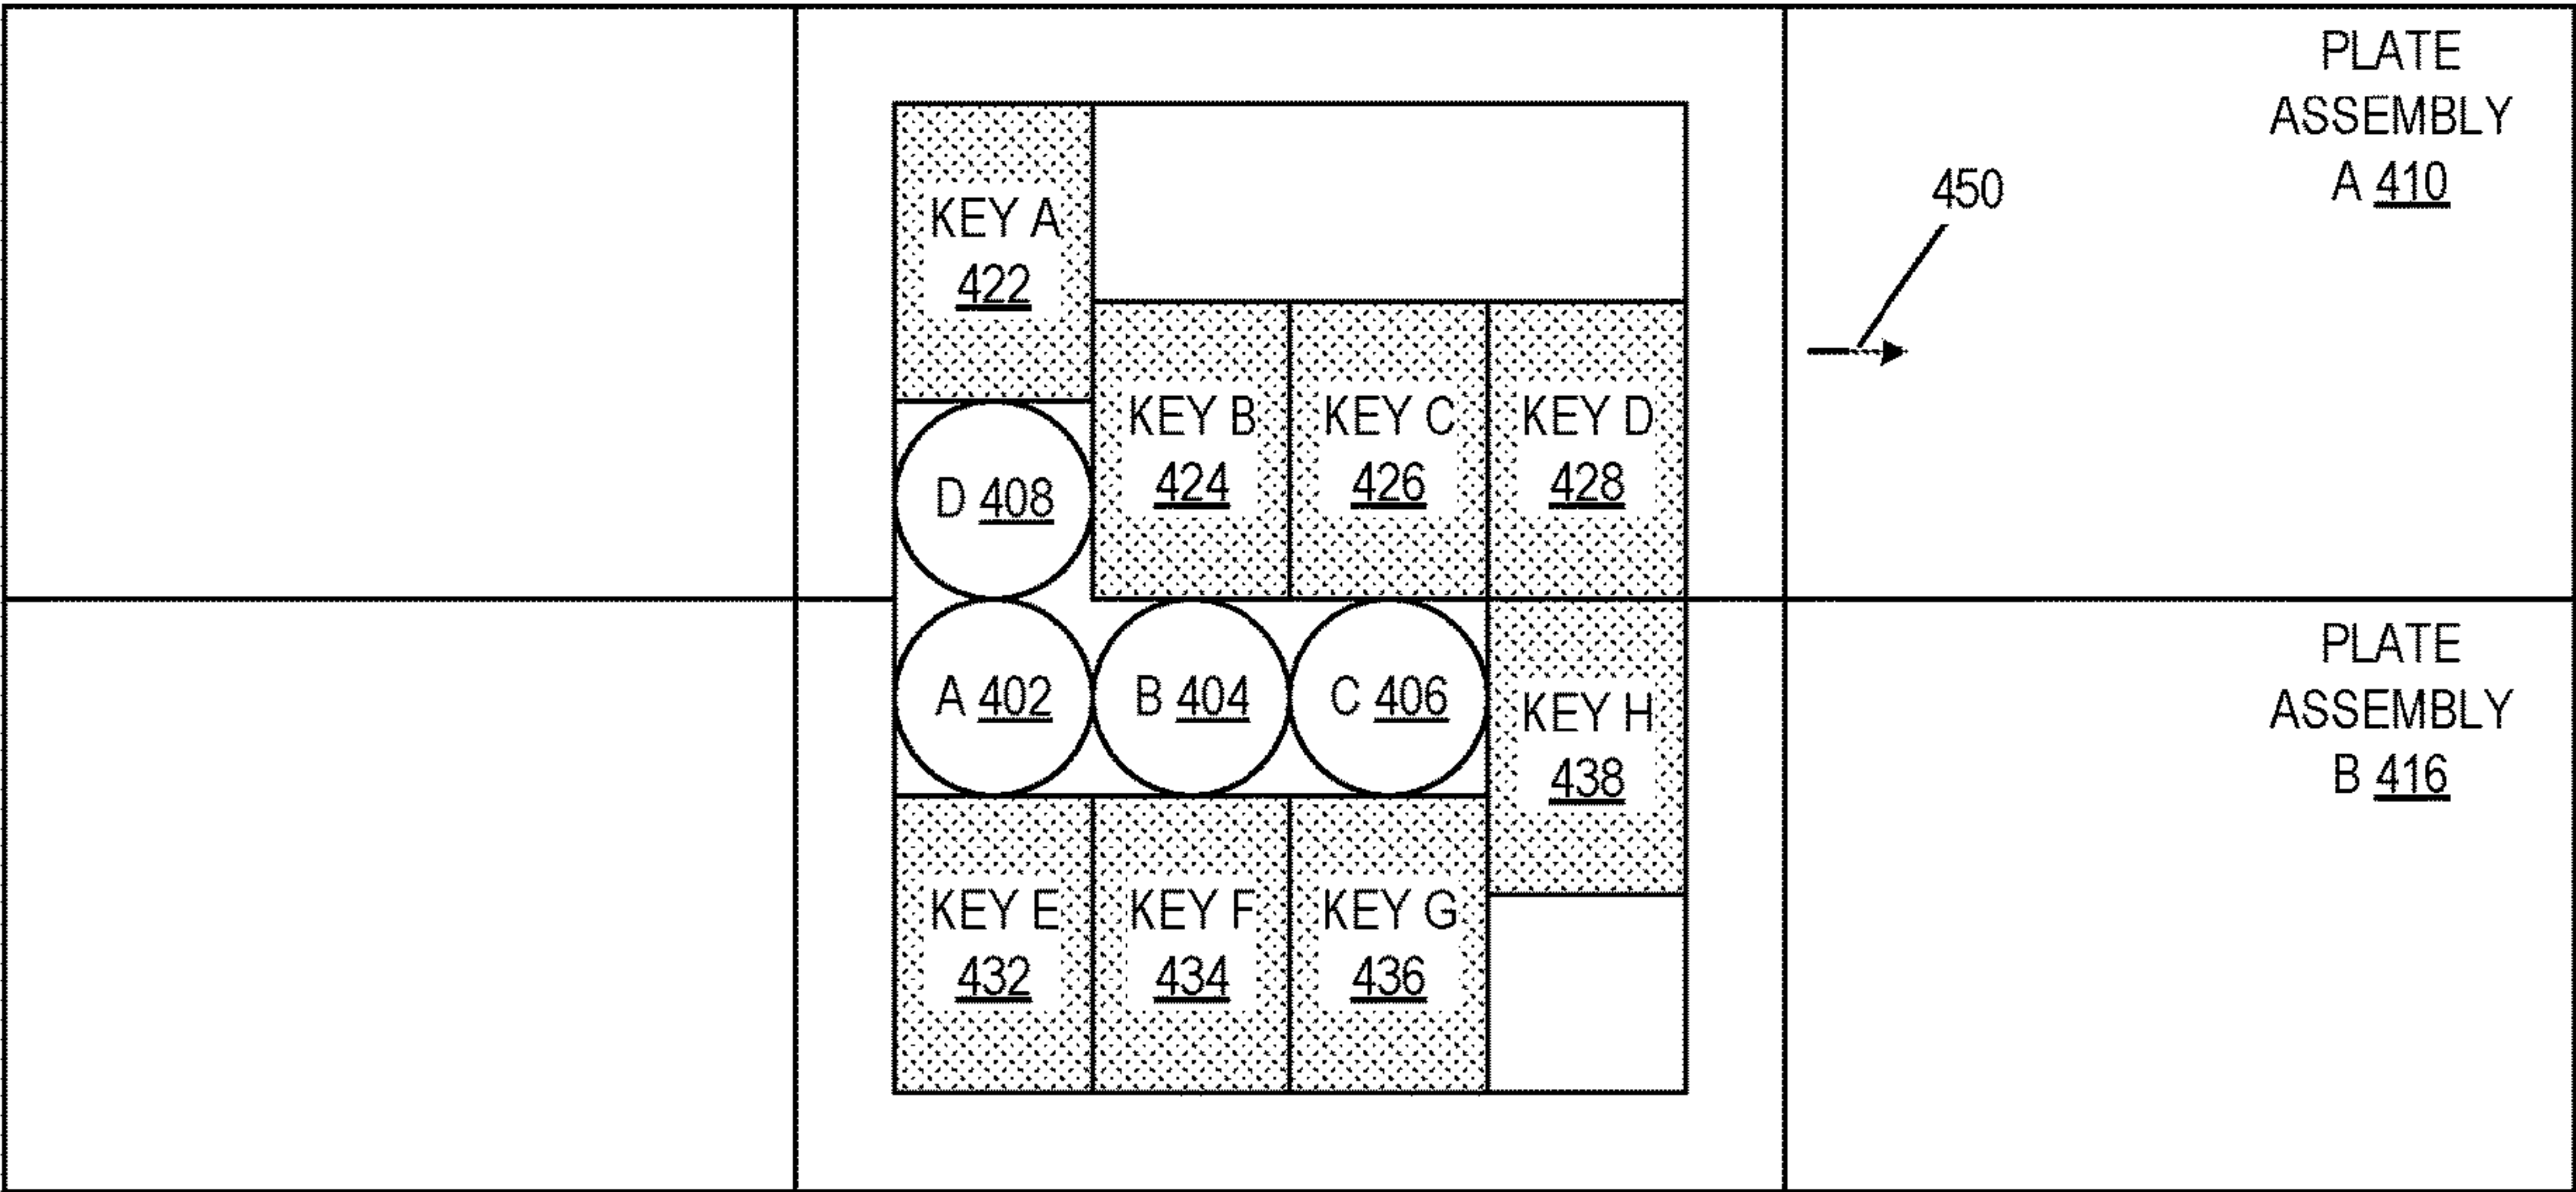 PLATE
ASSEMBLY
A 410
450
KEY A
422
KEY B
424
KEY C
426
KEY D
428
D 408
A 402
B 404
C 406
KEY H
438
PLATE
ASSEMBLY
B 416
KEY E
432
KEY F
434
KEY G
436